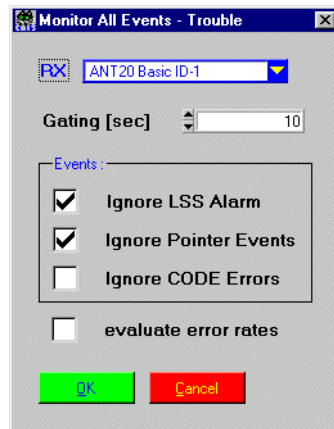 Monitor All Events - Trouble
RX ANT20 Basic ID-1
Gating [sec] 10
Events :
Ignore LSS Alarm
Ignore Pointer Events
Ignore CODE Errors
evaluate error rates
OK Cancel